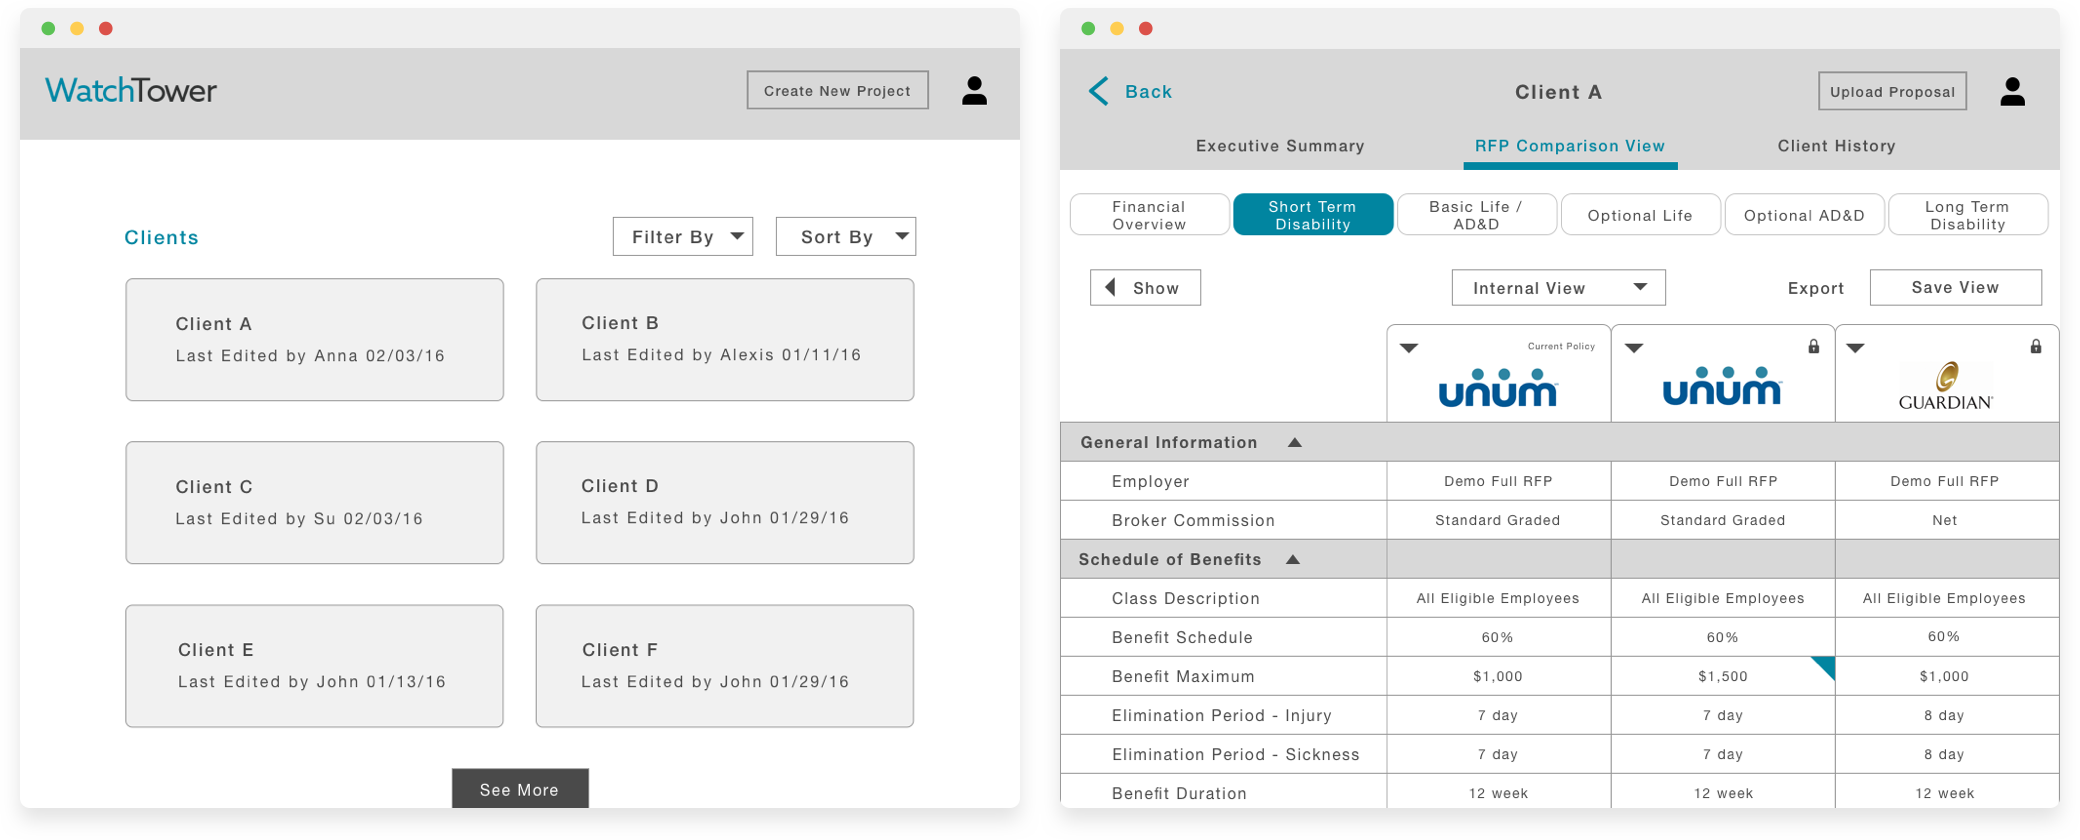 WatchTower
Create New Project
Clients
Filter By
Sort By
Client A
Last Edited by Anna 02/03/16
Client B
Last Edited by Alexis 01/11/16
Client C
Last Edited by Su 02/03/16
Client D
Last Edited by John 01/29/16
Client E
Last Edited by John 01/13/16
Client F
Last Edited by John 01/29/16
See More
Back
Client A
Upload Proposal
Executive Summary
RFP Comparison View
Client History
Financial
Overview
Short Term
Disability
Basic Life /
AD&D
Optional Life
Optional AD&D
Long Term
Disability
Show
Internal View
Export
Save View
Current Policy
unum
unum
GUARDIAN
General Information
Employer Demo Full RFP Demo Full RFP Demo Full RFP
Broker Commission Standard Graded Standard Graded Net
Schedule of Benefits
Class Description All Eligible Employees All Eligible Employees All Eligible Employees
Benefit Schedule 60% 60% 60%
Benefit Maximum $1,000 $1,500 $1,000
Elimination Period - Injury 7 day 7 day 8 day
Elimination Period - Sickness 7 day 7 day 8 day
Benefit Duration 12 week 12 week 12 week